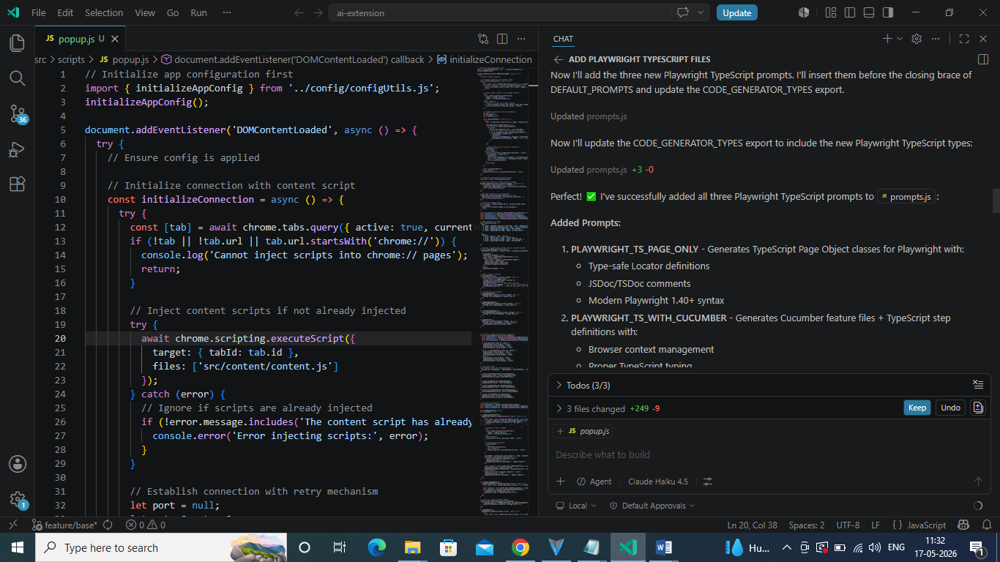 File Edit Selection View Go Run ···
ai-extension
Update
JS popup.js U
src > scripts > JS popup.js > document.addEventListener('DOMContentLoaded') callback > initializeConnection
1 // Initialize app configuration first
2 import { initializeAppConfig } from '../config/configUtils.js';
3 initializeAppConfig();
4
5 document.addEventListener('DOMContentLoaded', async () => {
6 try {
7 // Ensure config is applied
8
9 // Initialize connection with content script
10 const initializeConnection = async () => {
11 try {
12 const [tab] = await chrome.tabs.query({ active: true, current
13 if (!tab || !tab.url || tab.url.startsWith('chrome://')) {
14 console.log('Cannot inject scripts into chrome:// pages');
15 return;
16 }
17
18 // Inject content scripts if not already injected
19 try {
20 await chrome.scripting.executeScript({
21 target: { tabId: tab.id },
22 files: ['src/content/content.js']
23 });
24 } catch (error) {
25 // Ignore if scripts are already injected
26 if (!error.message.includes('The content script has already
27 console.error('Error injecting scripts:', error);
28 }
29 }
30
31 // Establish connection with retry mechanism
32 let port = null;
CHAT
ADD PLAYWRIGHT TYPESCRIPT FILES
Now I'll add the three new Playwright TypeScript prompts. I'll insert them before the closing brace of
DEFAULT_PROMPTS and update the CODE_GENERATOR_TYPES export.
Updated prompts.js
Now I'll update the CODE_GENERATOR_TYPES export to include the new Playwright TypeScript types:
Updated prompts.js +3 -0
Perfect! ✅ I've successfully added all three Playwright TypeScript prompts to JS prompts.js :
Added Prompts:
1. PLAYWRIGHT_TS_PAGE_ONLY - Generates TypeScript Page Object classes for Playwright with:
Type-safe Locator definitions
JSDoc/TSDoc comments
Modern Playwright 1.40+ syntax
2. PLAYWRIGHT_TS_WITH_CUCUMBER - Generates Cucumber feature files + TypeScript step
definitions with:
Browser context management
Proper TypeScript typing
Todos (3/3)
3 files changed +249 -9
Keep Undo
+ JS popup.js
Describe what to build
Agent Claude Haiku 4.5
Local Default Approvals
36
1
feature/base* 0 0
Ln 20, Col 38 Spaces: 2 UTF-8 LF { } JavaScript
Type here to search
Hu...
ENG
11:32
17-05-2026
1